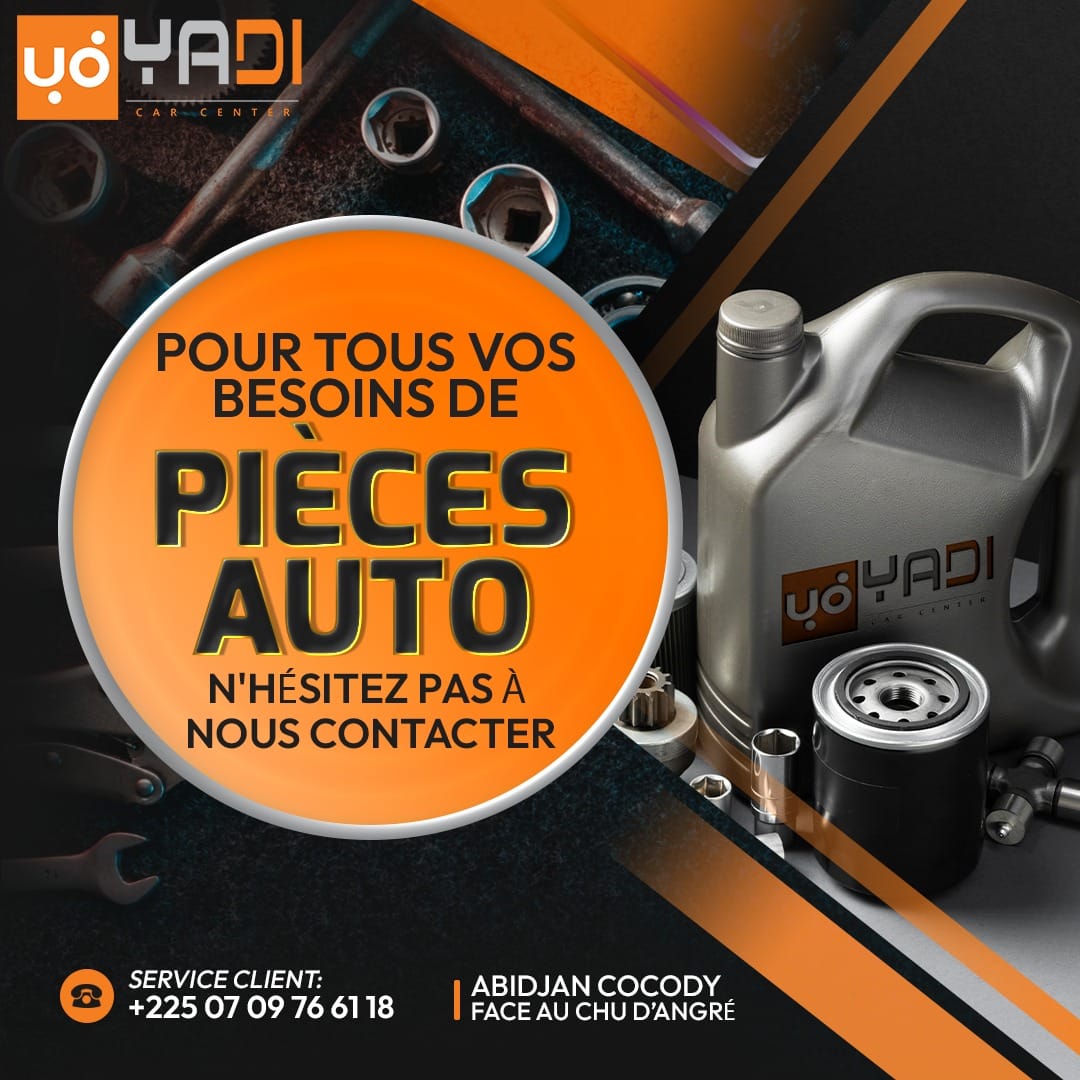 YADI
CAR CENTER
POUR TOUS VOS
BESOINS DE
PIÈCES
AUTO
N'HÉSITEZ PAS À
NOUS CONTACTER
YADI
CAR CENTER
SERVICE CLIENT:
+225 07 09 76 61 18
ABIDJAN COCODY
FACE AU CHU D'ANGRÉ